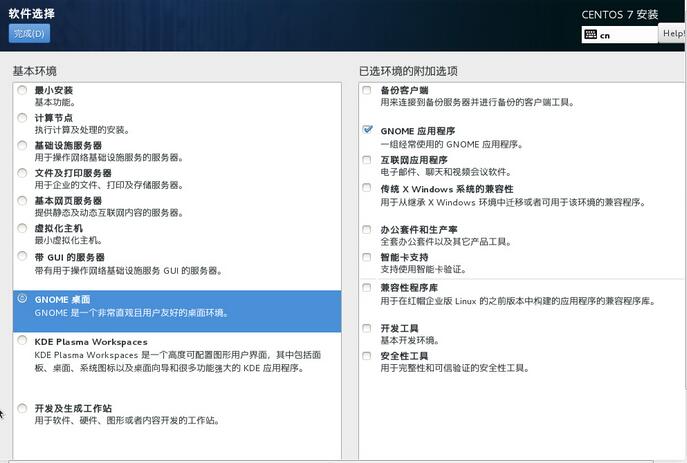 软件选择
CENTOS 7 安装
完成(D)
cn
Help!
基本环境
已选环境的附加选项
最小安装
基本功能。
计算节点
执行计算及处理的安装。
基础设施服务器
用于操作网络基础设施服务的服务器。
文件及打印服务器
用于企业的文件、打印及存储服务器。
基本网页服务器
提供静态及动态互联网内容的服务器。
虚拟化主机
最小虚拟化主机。
带 GUI 的服务器
带有用于操作网络基础设施服务 GUI 的服务器。
GNOME 桌面
GNOME 是一个非常直观且用户友好的桌面环境。
KDE Plasma Workspaces
KDE Plasma Workspaces 是一个高度可配置图形用户界面，其中包括面
板、桌面、系统图标以及桌面向导和很多功能强大的 KDE 应用程序。
开发及生成工作站
用于软件、硬件、图形或者内容开发的工作站。
备份客户端
用来连接到备份服务器并进行备份的客户端工具。
GNOME 应用程序
一组经常使用的 GNOME 应用程序。
互联网应用程序
电子邮件、聊天和视频会议软件。
传统 X Windows 系统的兼容性
用于从继承 X Windows 环境中迁移或者可用于该环境的兼容程序。
办公套件和生产率
全套办公套件以及其它产品工具。
智能卡支持
支持使用智能卡验证。
兼容性程序库
用于在红帽企业版 Linux 的之前版本中构建的应用程序的兼容程序库。
开发工具
基本开发环境。
安全性工具
用于完整性和可信验证的安全性工具。